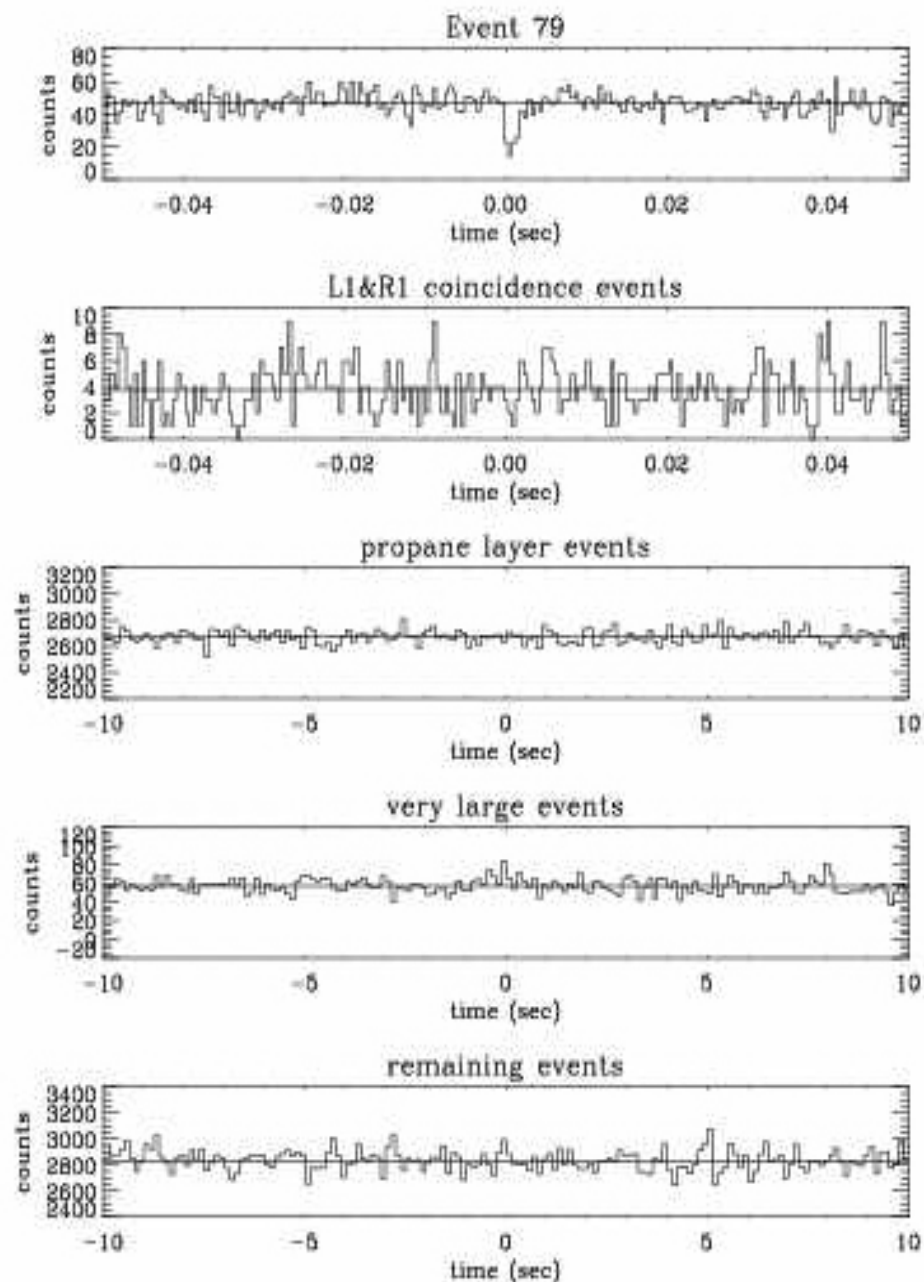 Event 79
80
60
40
20
0
counts
-0.04 -0.02 0.00 0.02 0.04
time (sec)
L1&R1 coincidence events
10
8
6
4
2
0
counts
-0.04 -0.02 0.00 0.02 0.04
time (sec)
propane layer events
3200
3000
2800
2600
2400
2200
counts
-10 -5 0 5 10
time (sec)
very large events
120
100
80
60
40
20
0
-20
counts
-10 -5 0 5 10
time (sec)
remaining events
3400
3200
3000
2800
2600
2400
counts
-10 -5 0 5 10
time (sec)